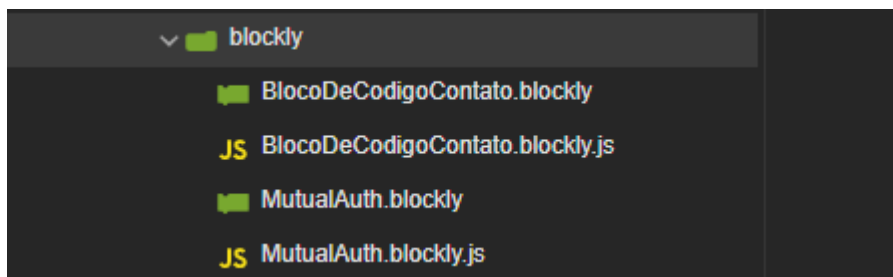 blockly
BlocoDeCodigoContato.blockly
JS BlocoDeCodigoContato.blockly.js
MutualAuth.blockly
JS MutualAuth.blockly.js